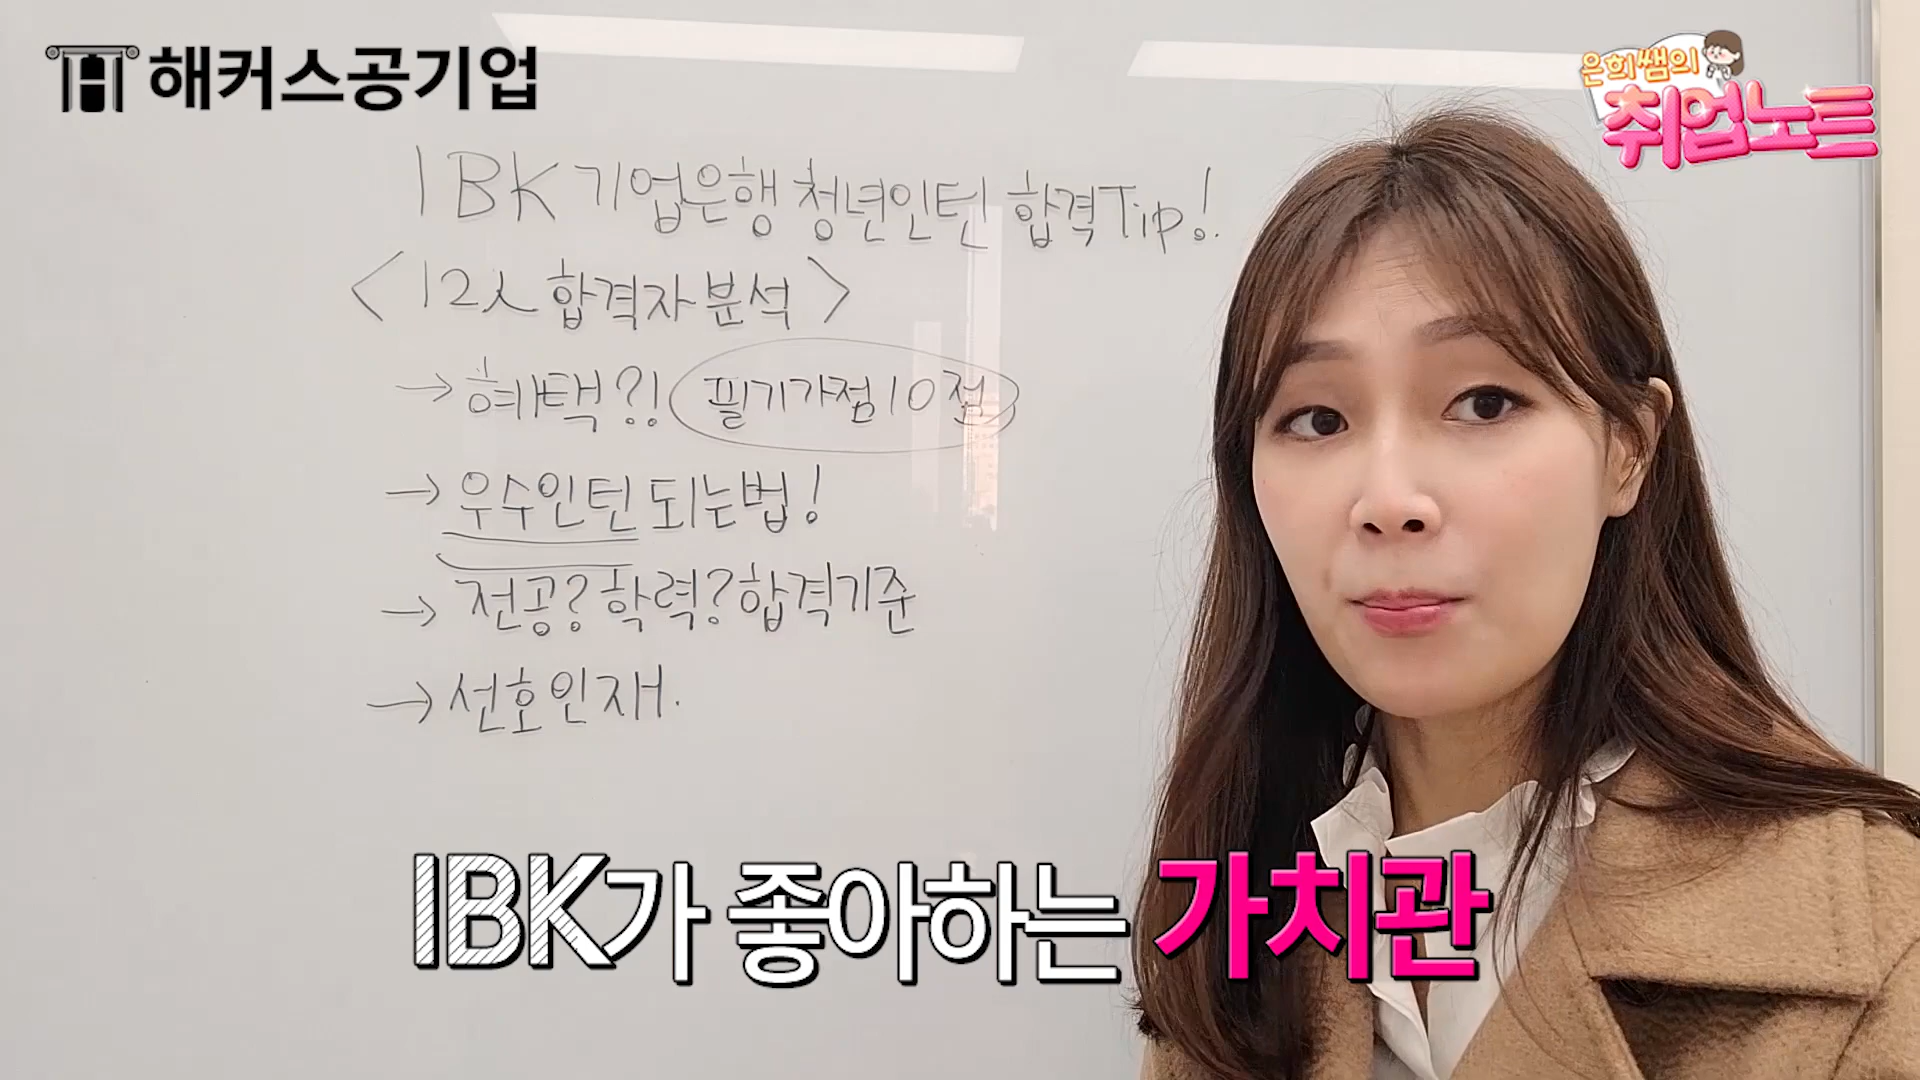 해커스공기업
은희쌤의
취업노트
IBK기업은행 청년인턴 합격Tip!
<12人 합격자 분석>
→ 혜택?! 필기가점10점
→ 우수인턴 되는법!
→ 전공? 학력? 합격기준
→ 선호인재.
IBK가 좋아하는 가치관